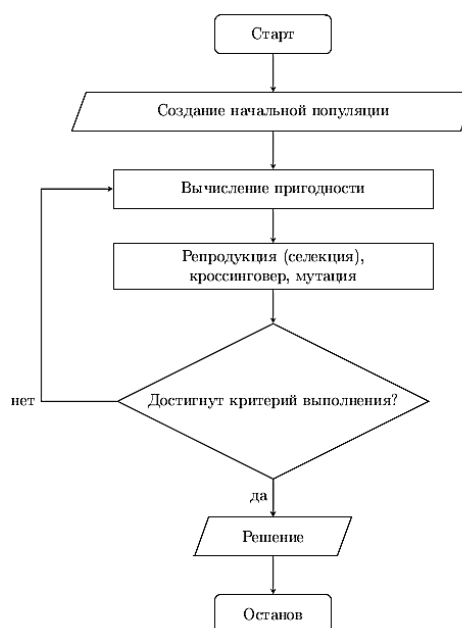 Старт
Создание начальной популяции
Вычисление пригодности
Репродукция (селекция),
кроссинговер, мутация
Достигнут критерий выполнения?
нет
да
Решение
Останов